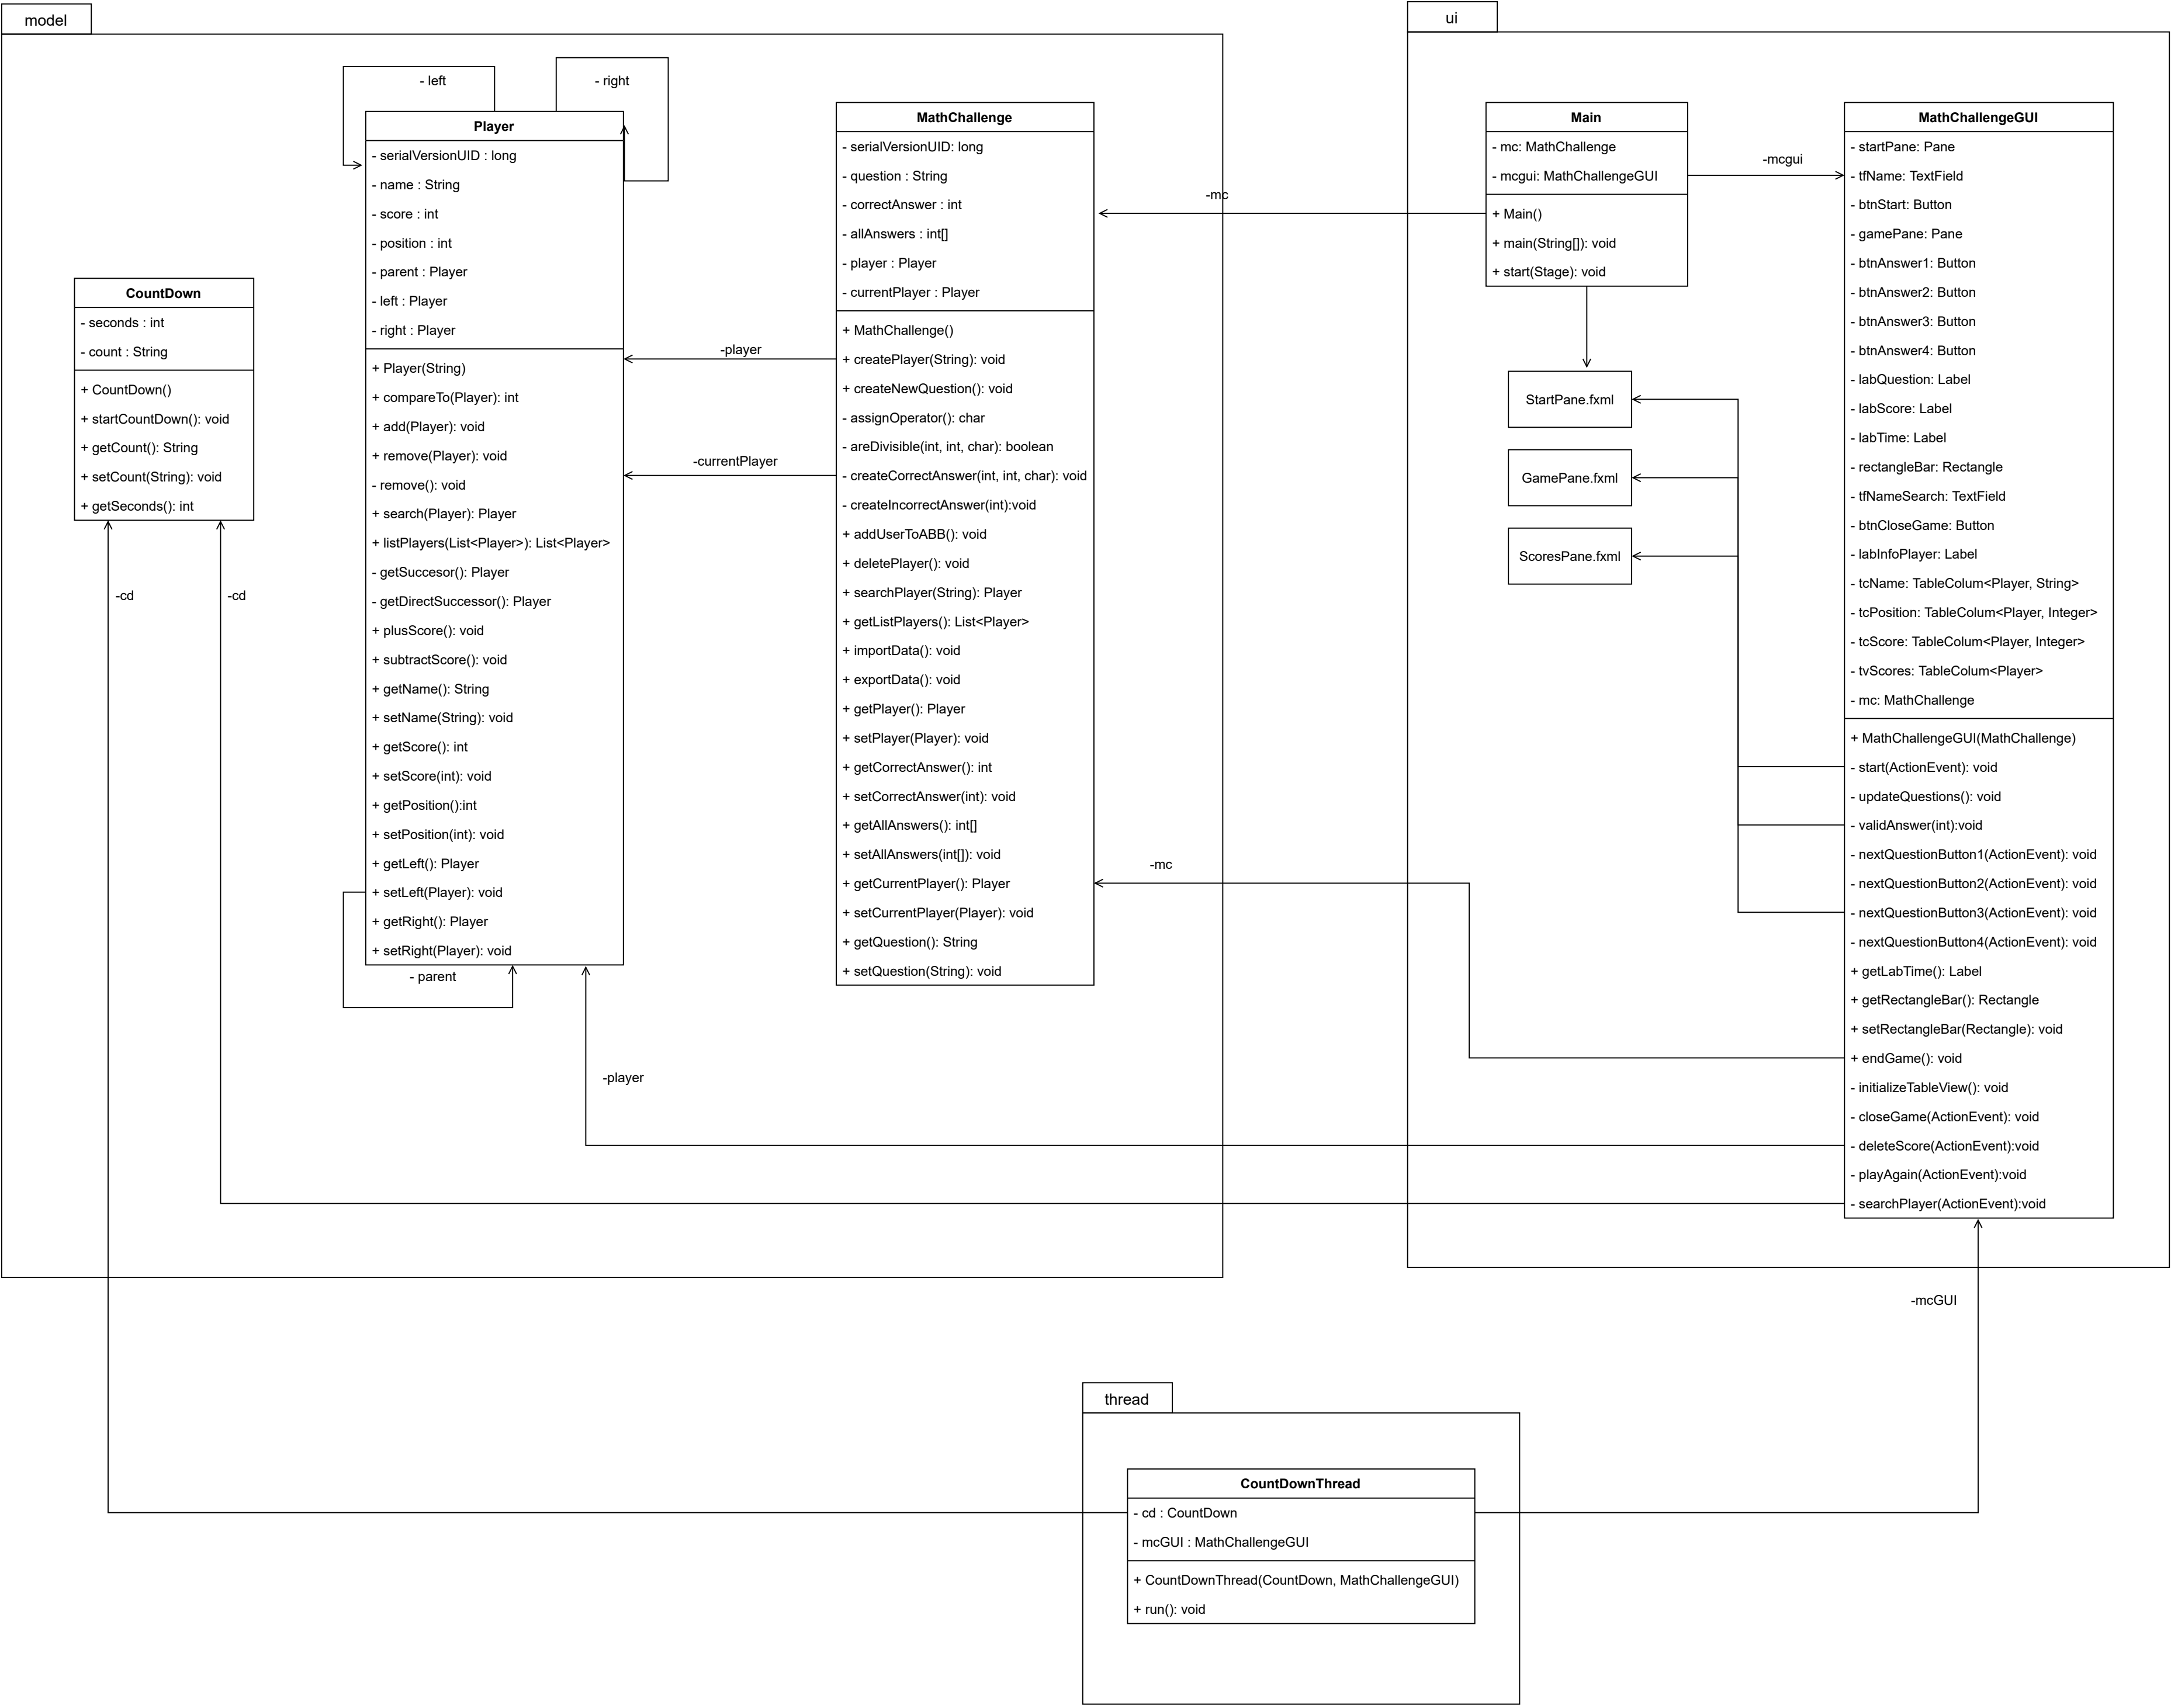 model
- left
- right
Player
- serialVersionUID : long
- name : String
- score : int
- position : int
- parent : Player
- left : Player
- right : Player
+ Player(String)
+ compareTo(Player): int
+ add(Player): void
+ remove(Player): void
- remove(): void
+ search(Player): Player
+ listPlayers(List<Player>): List<Player>
- getSuccesor(): Player
- getDirectSuccessor(): Player
+ plusScore(): void
+ subtractScore(): void
+ getName(): String
+ setName(String): void
+ getScore(): int
+ setScore(int): void
+ getPosition():int
+ setPosition(int): void
+ getLeft(): Player
+ setLeft(Player): void
+ getRight(): Player
+ setRight(Player): void
- parent
CountDown
- seconds : int
- count : String
+ CountDown()
+ startCountDown(): void
+ getCount(): String
+ setCount(String): void
+ getSeconds(): int
-cd
-cd
-player
-currentPlayer
-player
MathChallenge
- serialVersionUID: long
- question : String
- correctAnswer : int
- allAnswers : int[]
- player : Player
- currentPlayer : Player
+ MathChallenge()
+ createPlayer(String): void
+ createNewQuestion(): void
- assignOperator(): char
- areDivisible(int, int, char): boolean
- createCorrectAnswer(int, int, char): void
- createIncorrectAnswer(int):void
+ addUserToABB(): void
+ deletePlayer(): void
+ searchPlayer(String): Player
+ getListPlayers(): List<Player>
+ importData(): void
+ exportData(): void
+ getPlayer(): Player
+ setPlayer(Player): void
+ getCorrectAnswer(): int
+ setCorrectAnswer(int): void
+ getAllAnswers(): int[]
+ setAllAnswers(int[]): void
+ getCurrentPlayer(): Player
+ setCurrentPlayer(Player): void
+ getQuestion(): String
+ setQuestion(String): void
-mc
-mc
ui
Main
- mc: MathChallenge
- mcgui: MathChallengeGUI
+ Main()
+ main(String[]): void
+ start(Stage): void
-mcgui
StartPane.fxml
GamePane.fxml
ScoresPane.fxml
MathChallengeGUI
- startPane: Pane
- tfName: TextField
- btnStart: Button
- gamePane: Pane
- btnAnswer1: Button
- btnAnswer2: Button
- btnAnswer3: Button
- btnAnswer4: Button
- labQuestion: Label
- labScore: Label
- labTime: Label
- rectangleBar: Rectangle
- tfNameSearch: TextField
- btnCloseGame: Button
- labInfoPlayer: Label
- tcName: TableColum<Player, String>
- tcPosition: TableColum<Player, Integer>
- tcScore: TableColum<Player, Integer>
- tvScores: TableColum<Player>
- mc: MathChallenge
+ MathChallengeGUI(MathChallenge)
- start(ActionEvent): void
- updateQuestions(): void
- validAnswer(int):void
- nextQuestionButton1(ActionEvent): void
- nextQuestionButton2(ActionEvent): void
- nextQuestionButton3(ActionEvent): void
- nextQuestionButton4(ActionEvent): void
+ getLabTime(): Label
+ getRectangleBar(): Rectangle
+ setRectangleBar(Rectangle): void
+ endGame(): void
- initializeTableView(): void
- closeGame(ActionEvent): void
- deleteScore(ActionEvent):void
- playAgain(ActionEvent):void
- searchPlayer(ActionEvent):void
-mcGUI
thread
CountDownThread
- cd : CountDown
- mcGUI : MathChallengeGUI
+ CountDownThread(CountDown, MathChallengeGUI)
+ run(): void